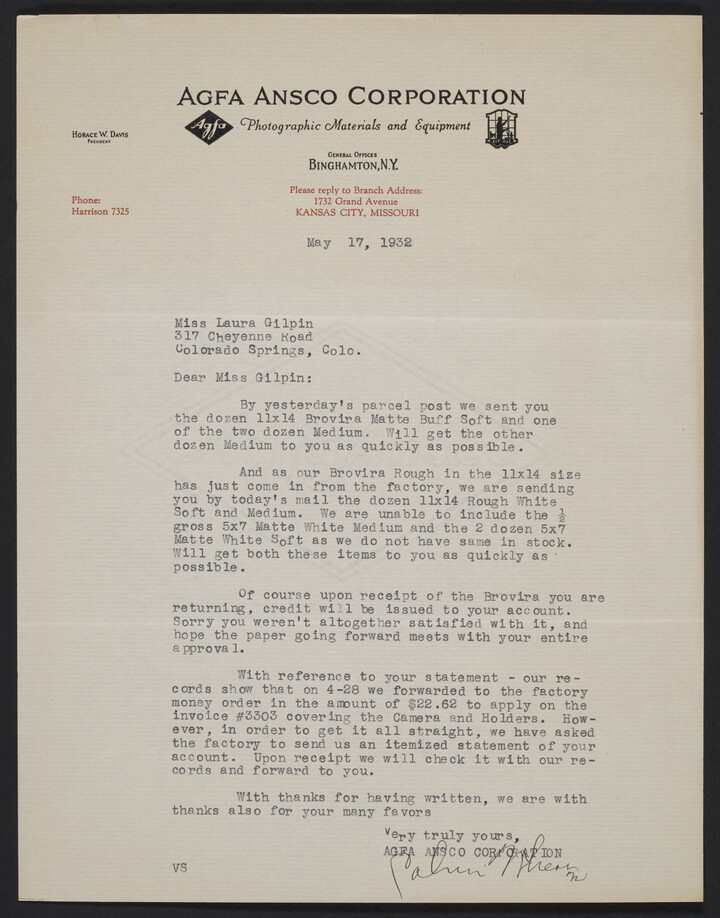 AGFA ANSCO CORPORATION
Agfa
Photographic Materials and Equipment
HORACE W. DAVIS
PRESIDENT
GENERAL OFFICES
BINGHAMTON, N.Y.
Please reply to Branch Address:
1732 Grand Avenue
KANSAS CITY, MISSOURI
Phone:
Harrison 7325
May 17, 1932
Miss Laura Gilpin
317 Cheyenne Road
Colorado Springs, Colo.
Dear Miss Gilpin:
By yesterday's parcel post we sent you
the dozen 11x14 Brovira Matte Buff Soft and one
of the two dozen Medium. Will get the other
dozen Medium to you as quickly as possible.
And as our Brovira Rough in the 11x14 size
has just come in from the factory, we are sending
you by today's mail the dozen 11x14 Rough White
Soft and Medium. We are unable to include the ½
gross 5x7 Matte White Medium and the 2 dozen 5x7
Matte White Soft as we do not have same in stock.
Will get both these items to you as quickly as
possible.
Of course upon receipt of the Brovira you are
returning, credit will be issued to your account.
Sorry you weren't altogether satisfied with it, and
hope the paper going forward meets with your entire
approval.
With reference to your statement - our re-
cords show that on 4-28 we forwarded to the factory
money order in the amount of $22.62 to apply on the
invoice #3303 covering the Camera and Holders. How-
ever, in order to get it all straight, we have asked
the factory to send us an itemized statement of your
account. Upon receipt we will check it with our re-
cords and forward to you.
With thanks for having written, we are with
thanks also for your many favors
Very truly yours,
AGFA ANSCO CORPORATION
VS